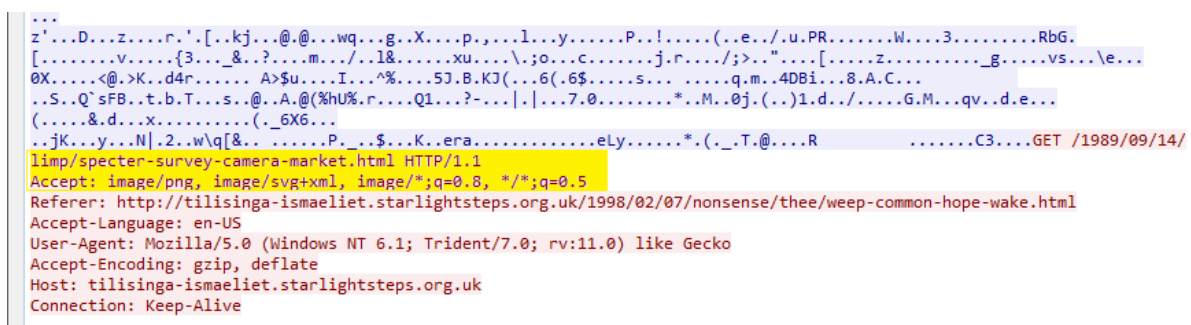 ...
z'...D...z....r.'.[..kj...@.@...wq...g..X....p.,...l...y......P..!.....(..e../.u.PR.......W....3.........RbG.
[........v.....{3..._&..?....m.../..l&......xu....\.;o...c.......j.r..../;>.."....[.....z.........._g.....vs...\e...
0X.....<@.>K..d4r...... A>$u....I...^%....5J.B.KJ(...6(.6$.....s... .....q.m..4DBi...8.A.C...
..S..Q`sFB..t.b.T...s..@..A.@(%hU%.r....Q1...?-...|.|...7.0........*..M..0j.(..)1.d../.....G.M...qv..d.e...
(.....&.d...x..........(._6X6...
..jK...y...N|.2..w\q[&.. ......P._..$...K..era.............eLy......*.(._.T.@....R .......C3....GET /1989/09/14/
limp/specter-survey-camera-market.html HTTP/1.1
Accept: image/png, image/svg+xml, image/*;q=0.8, */*;q=0.5
Referer: http://tilisinga-ismaeliet.starlightsteps.org.uk/1998/02/07/nonsense/thee/weep-common-hope-wake.html
Accept-Language: en-US
User-Agent: Mozilla/5.0 (Windows NT 6.1; Trident/7.0; rv:11.0) like Gecko
Accept-Encoding: gzip, deflate
Host: tilisinga-ismaeliet.starlightsteps.org.uk
Connection: Keep-Alive